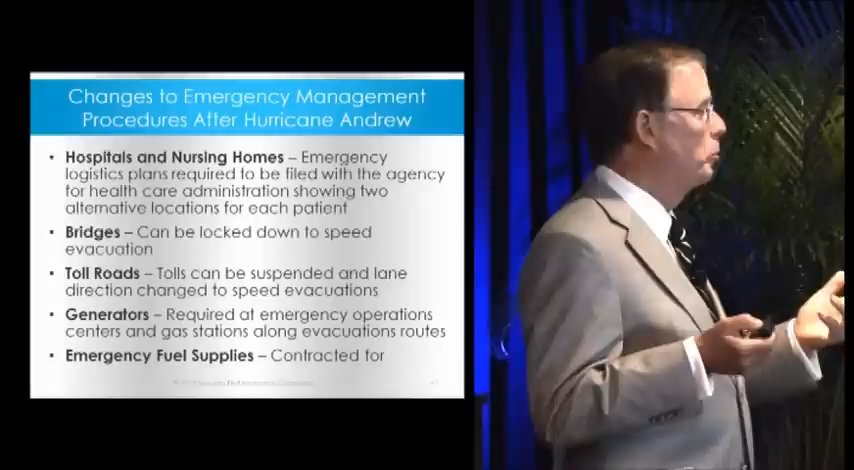 Changes to Emergency Management
Procedures After Hurricane Andrew
• Hospitals and Nursing Homes – Emergency
logistics plans required to be filed with the agency
for health care administration showing two
alternative locations for each patient
• Bridges – Can be locked down to speed
evacuation
• Toll Roads – Tolls can be suspended and lane
direction changed to speed evacuations
• Generators – Required at emergency operations
centers and gas stations along evacuations routes
• Emergency Fuel Supplies – Contracted for